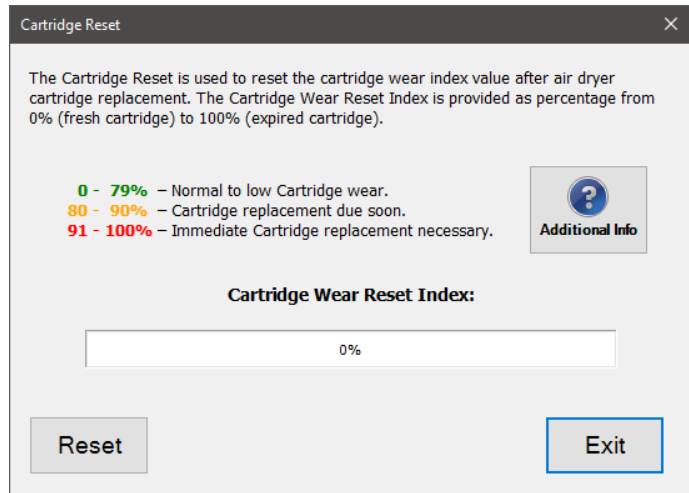 Cartridge Reset
The Cartridge Reset is used to reset the cartridge wear index value after air dryer
cartridge replacement. The Cartridge Wear Reset Index is provided as percentage from
0% (fresh cartridge) to 100% (expired cartridge).
0 - 79% – Normal to low Cartridge wear.
80 - 90% – Cartridge replacement due soon.
91 - 100% – Immediate Cartridge replacement necessary.
Additional Info
Cartridge Wear Reset Index:
0%
Reset
Exit